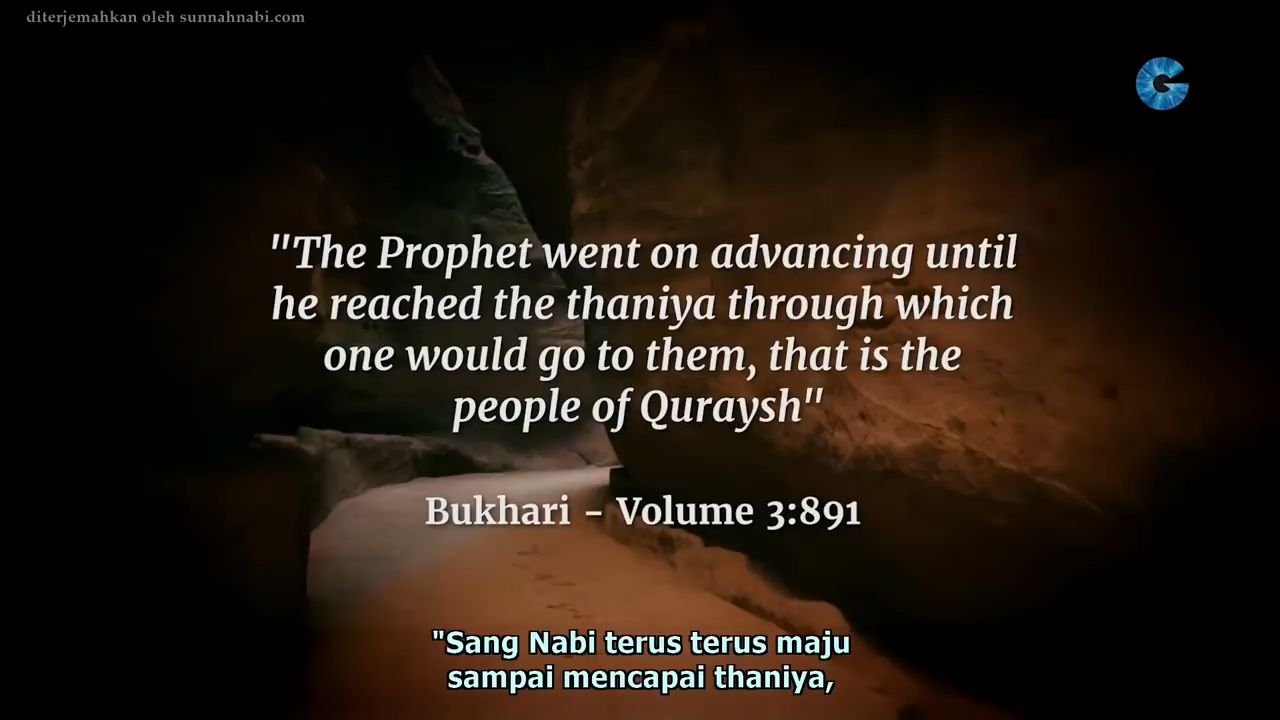 diterjemahkan oleh sunnahnabi.com
"The Prophet went on advancing until
he reached the thaniya through which
one would go to them, that is the
people of Quraysh"
Bukhari - Volume 3:891
"Sang Nabi terus terus maju
sampai mencapai thaniya,